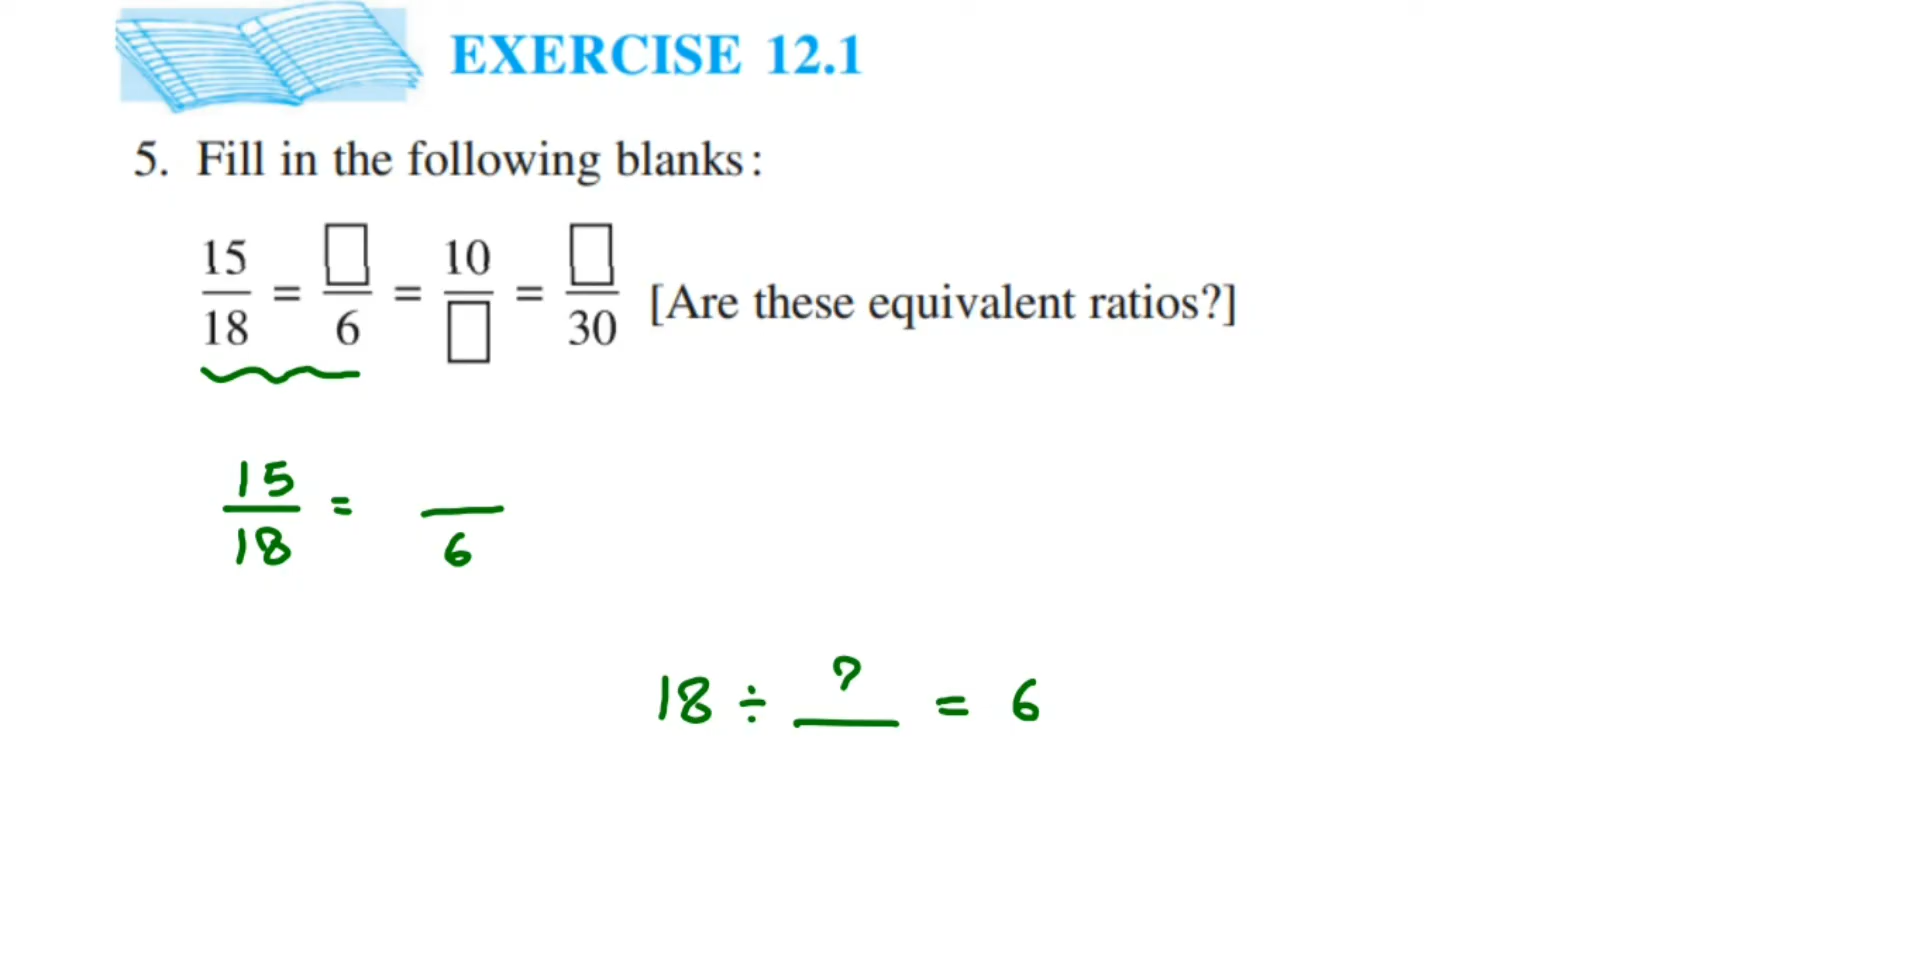 EXERCISE 12.1
5. Fill in the following blanks:
15/18 = □/6 = 10/□ = □/30 [Are these equivalent ratios?]
15/18 = /6
18 ÷ ? = 6